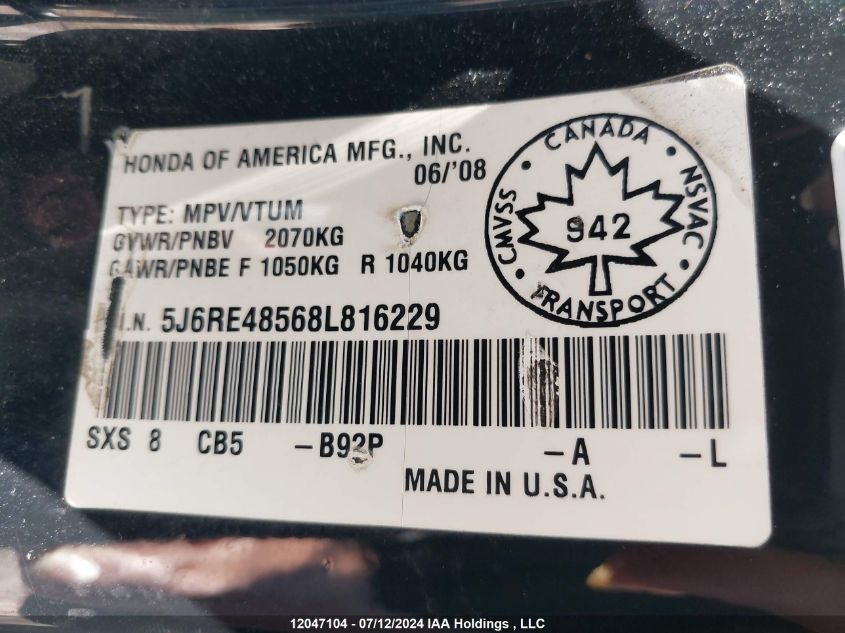 HONDA OF AMERICA MFG., INC.
06/'08
TYPE: MPV/VTUM
GVWR/PNBV 2070KG
GAWR/PNBE F 1050KG R 1040KG
I.N. 5J6RE48568L816229
SXS 8 CB5 -B92P -A -L
MADE IN U.S.A.
CANADA
CMVSS
NSVAC
942
TRANSPORT
12047104 - 07/12/2024 IAA Holdings , LLC